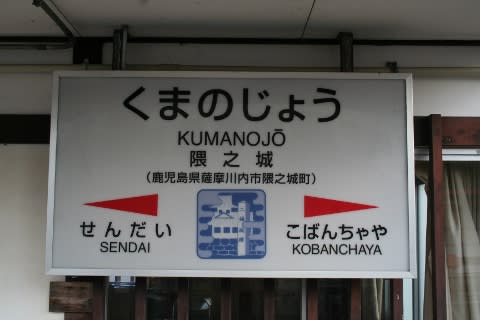 くまのじょう
KUMANOJŌ
隈之城
(鹿児島県薩摩川内市隈之城町)
せんだい
SENDAI
こばんちゃや
KOBANCHAYA